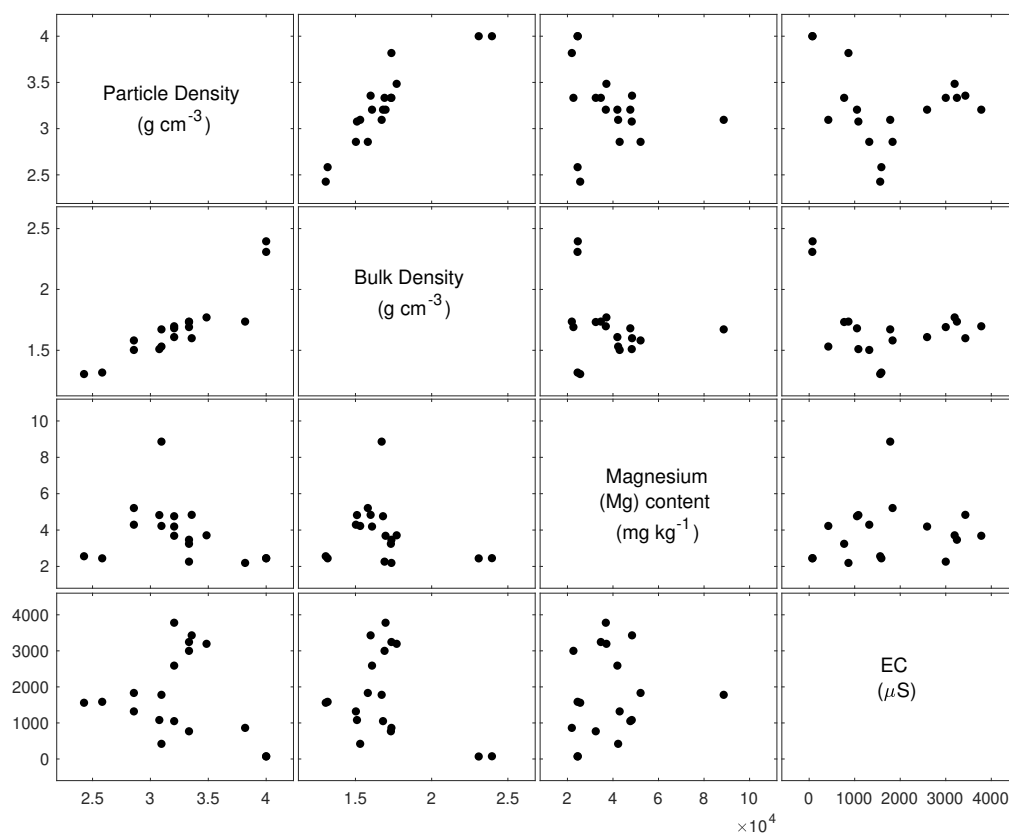 4
3.5
3
2.5
Particle Density
(g cm⁻³)
2.5
2
1.5
Bulk Density
(g cm⁻³)
10
8
6
4
2
Magnesium
(Mg) content
(mg kg⁻¹)
4000
3000
2000
1000
0
EC
(μS)
2.5 3 3.5 4 1.5 2 2.5 2 4 6 8 10 0 1000 2000 3000 4000
×10⁴